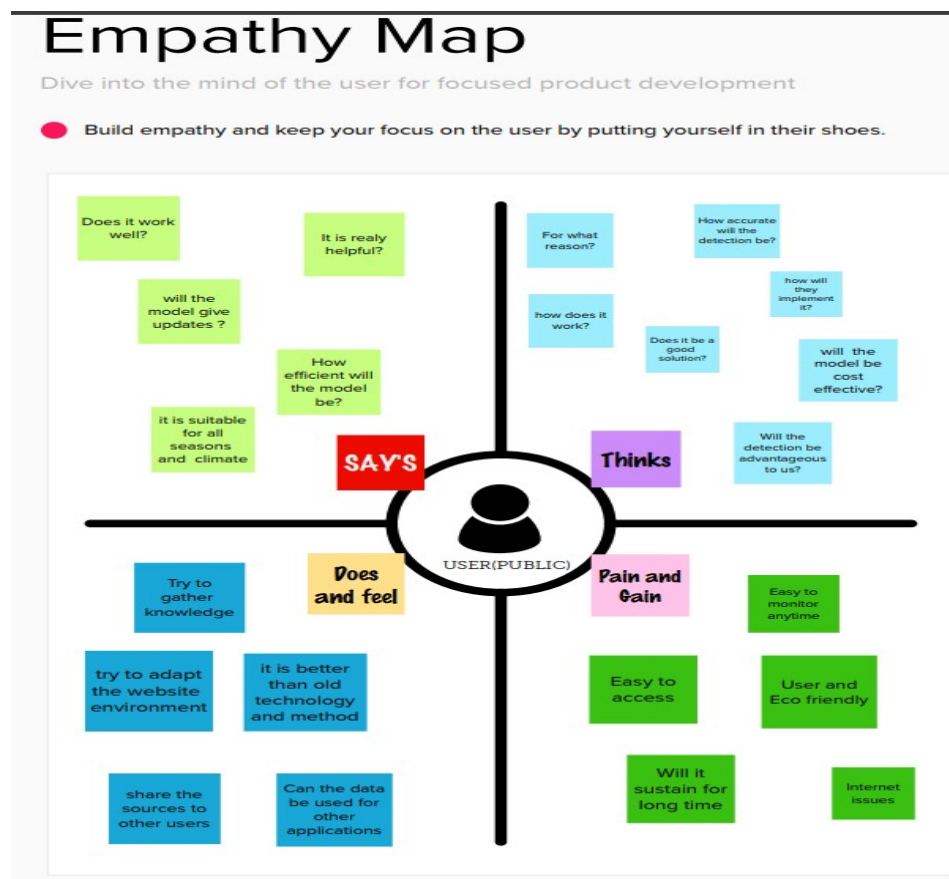 Empathy Map
Dive into the mind of the user for focused product development
Build empathy and keep your focus on the user by putting yourself in their shoes.
Does it work
well?
It is realy
helpful?
will the
model give
updates ?
How
efficient will
the model
be?
it is suitable
for all
seasons
and climate
SAY'S
For what
reason?
How accurate
will the
detection be?
how will
they
implement
it?
how does it
work?
Does it be a
good
solution?
will the
model be
cost
effective?
Will the
detection be
advantageous
to us?
Thinks
USER(PUBLIC)
Does
and feel
Try to
gather
knowledge
try to adapt
the website
environment
it is better
than old
technology
and method
share the
sources to
other users
Can the data
be used for
other
applications
Pain and
Gain
Easy to
monitor
anytime
Easy to
access
User and
Eco friendly
Will it
sustain for
long time
Internet
issues